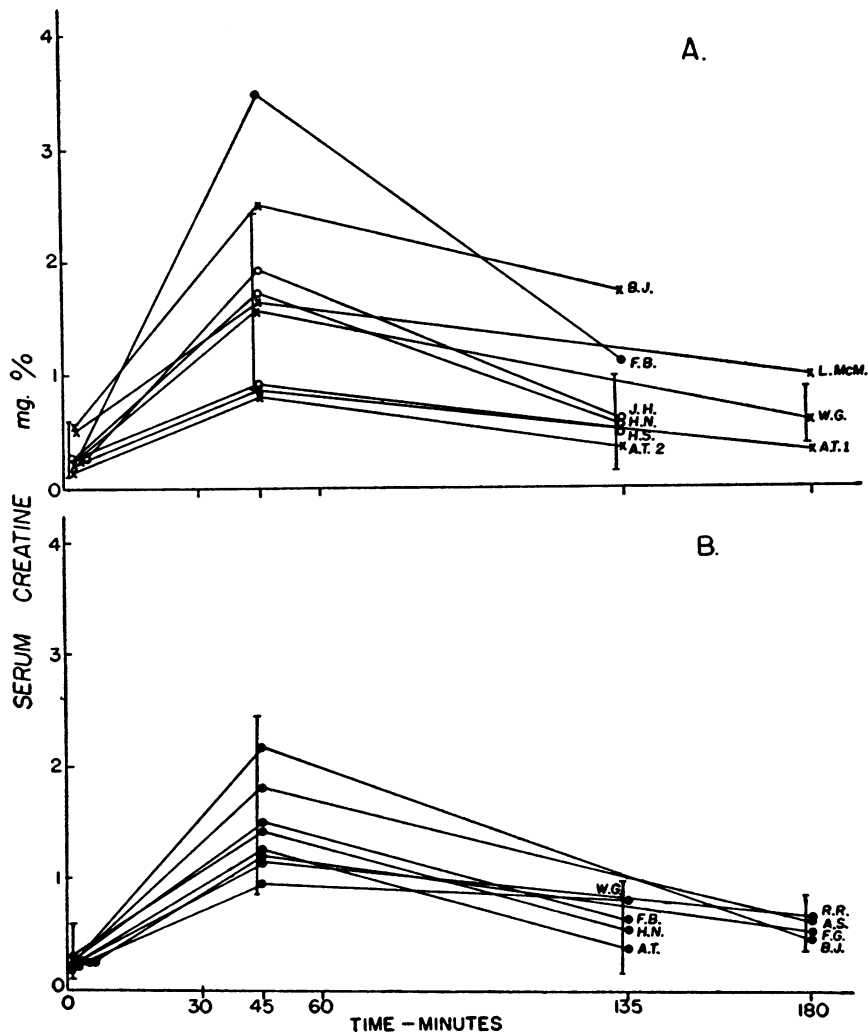 A.
4
3
2
1
0
B.J.
F.B.
L.McM.
J.H.
H.N.
H.S.
A.T. 2
W.G.
A.T.1
mg. %
SERUM CREATINE
B.
4
3
2
1
0
W.G.
F.B.
H.N.
A.T.
R.R.
A.S.
F.G.
B.J.
0 30 45 60 135 180
TIME – MINUTES